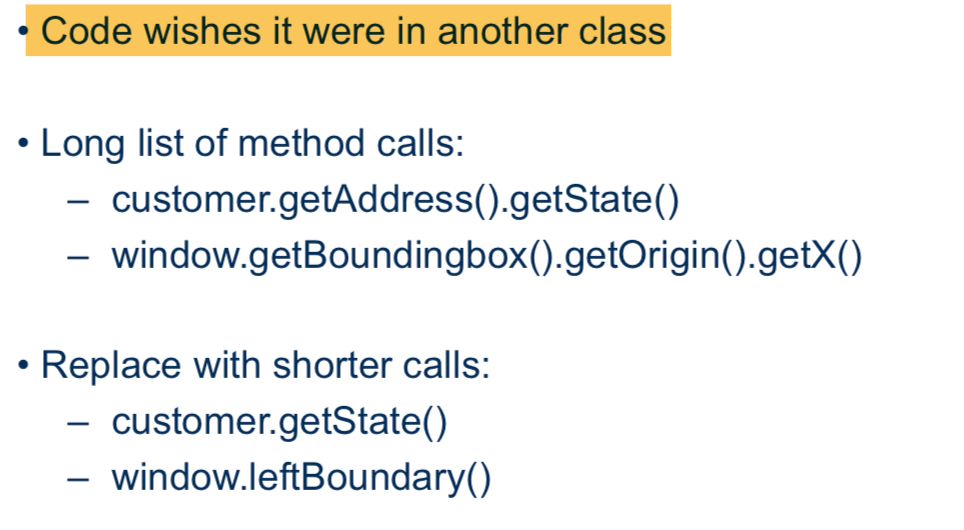 • Code wishes it were in another class
• Long list of method calls:
– customer.getAddress().getState()
– window.getBoundingbox().getOrigin().getX()
• Replace with shorter calls:
– customer.getState()
– window.leftBoundary()